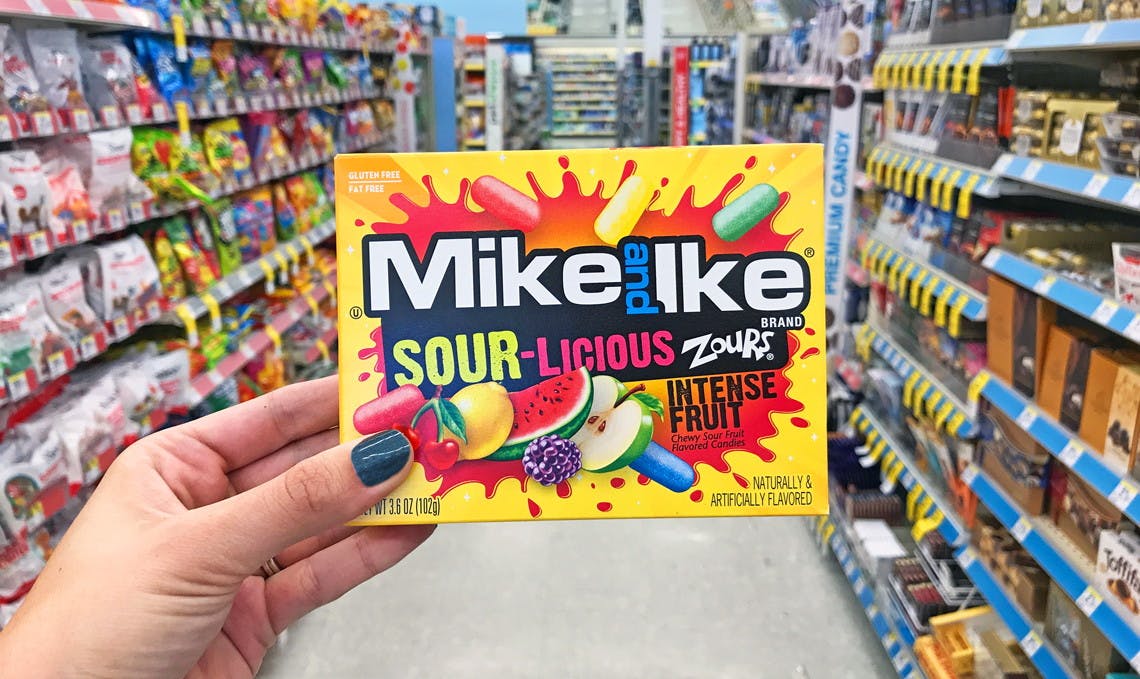 GLUTEN FREE
FAT FREE
Mike and Ike®
U
BRAND
SOUR-LICIOUS ZOURS®
INTENSE
FRUIT
Chewy Sour Fruit
Flavored Candies
WT 3.6 OZ (102g)
NATURALLY &
ARTIFICIALLY FLAVORED
PREMIUM CANDY
Toffifay